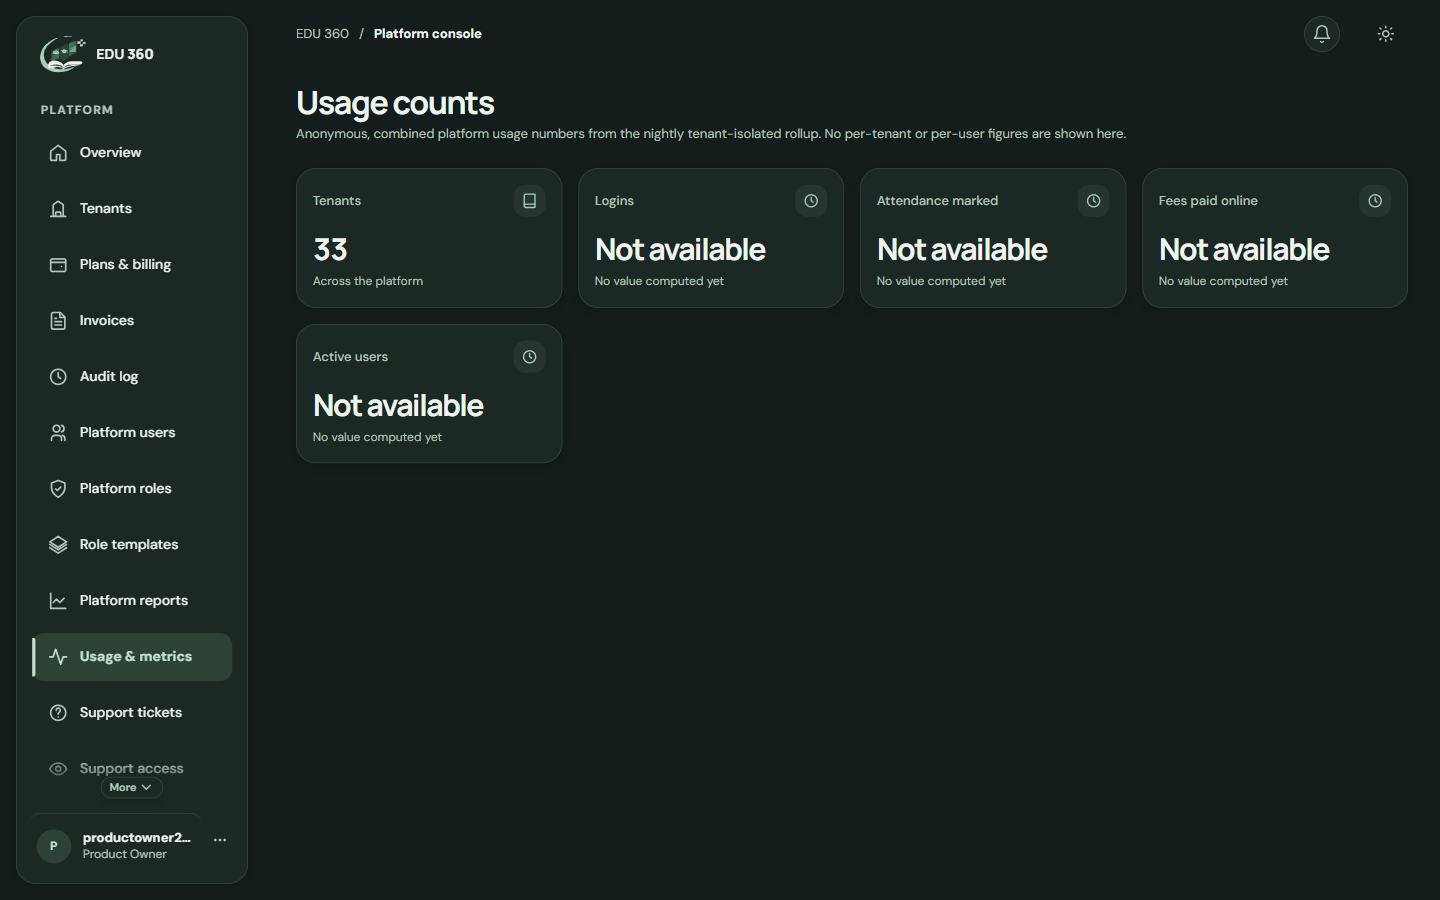 EDU 360
PLATFORM
Overview
Tenants
Plans & billing
Invoices
Audit log
Platform users
Platform roles
Role templates
Platform reports
Usage & metrics
Support tickets
Support access
More
P
productowner2...
Product Owner
EDU 360 / Platform console
Usage counts
Anonymous, combined platform usage numbers from the nightly tenant-isolated rollup. No per-tenant or per-user figures are shown here.
Tenants
33
Across the platform
Logins
Not available
No value computed yet
Attendance marked
Not available
No value computed yet
Fees paid online
Not available
No value computed yet
Active users
Not available
No value computed yet